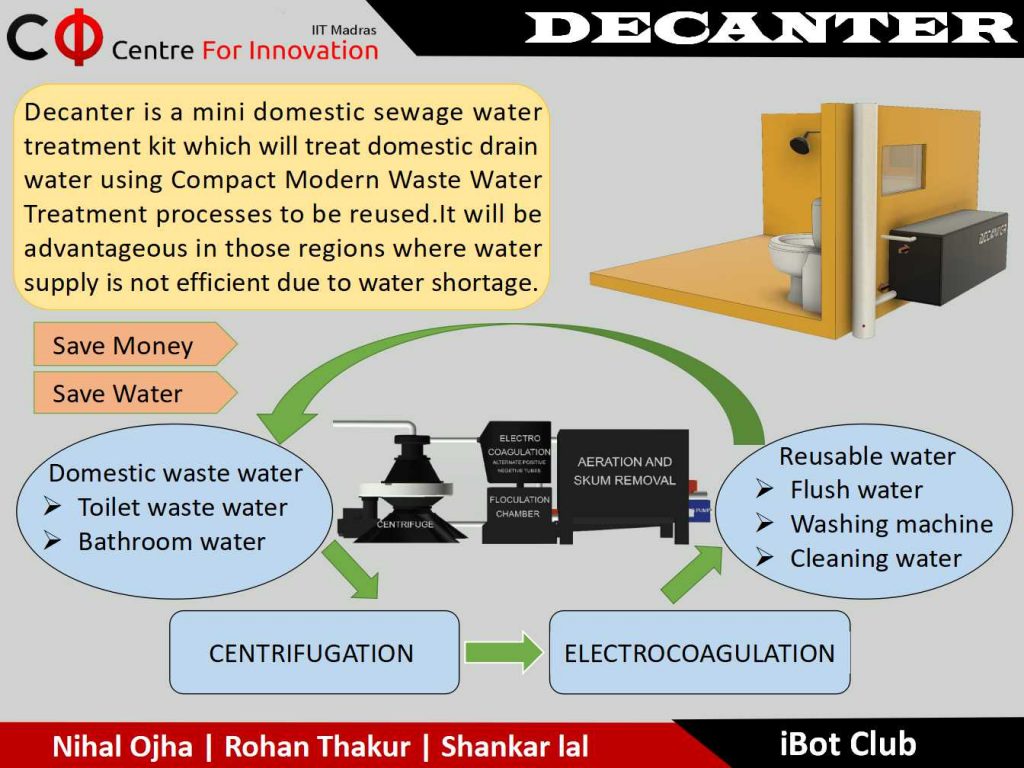 IIT Madras
CΦ Centre For Innovation
DECANTER
Decanter is a mini domestic sewage water
treatment kit which will treat domestic drain
water using Compact Modern Waste Water
Treatment processes to be reused.It will be
advantageous in those regions where water
supply is not efficient due to water shortage.
DECANTER
Save Money
Save Water
Domestic waste water
Toilet waste water
Bathroom water
CENTRIFUGE
ELECTRO
COAGULATION
ALTERNATE POSITIVE
NEGETIVE TUBES
FLOCULATION
CHAMBER
AERATION AND
SKUM REMOVAL
PUMP
Reusable water
Flush water
Washing machine
Cleaning water
CENTRIFUGATION
ELECTROCOAGULATION
Nihal Ojha | Rohan Thakur | Shankar lal
iBot Club